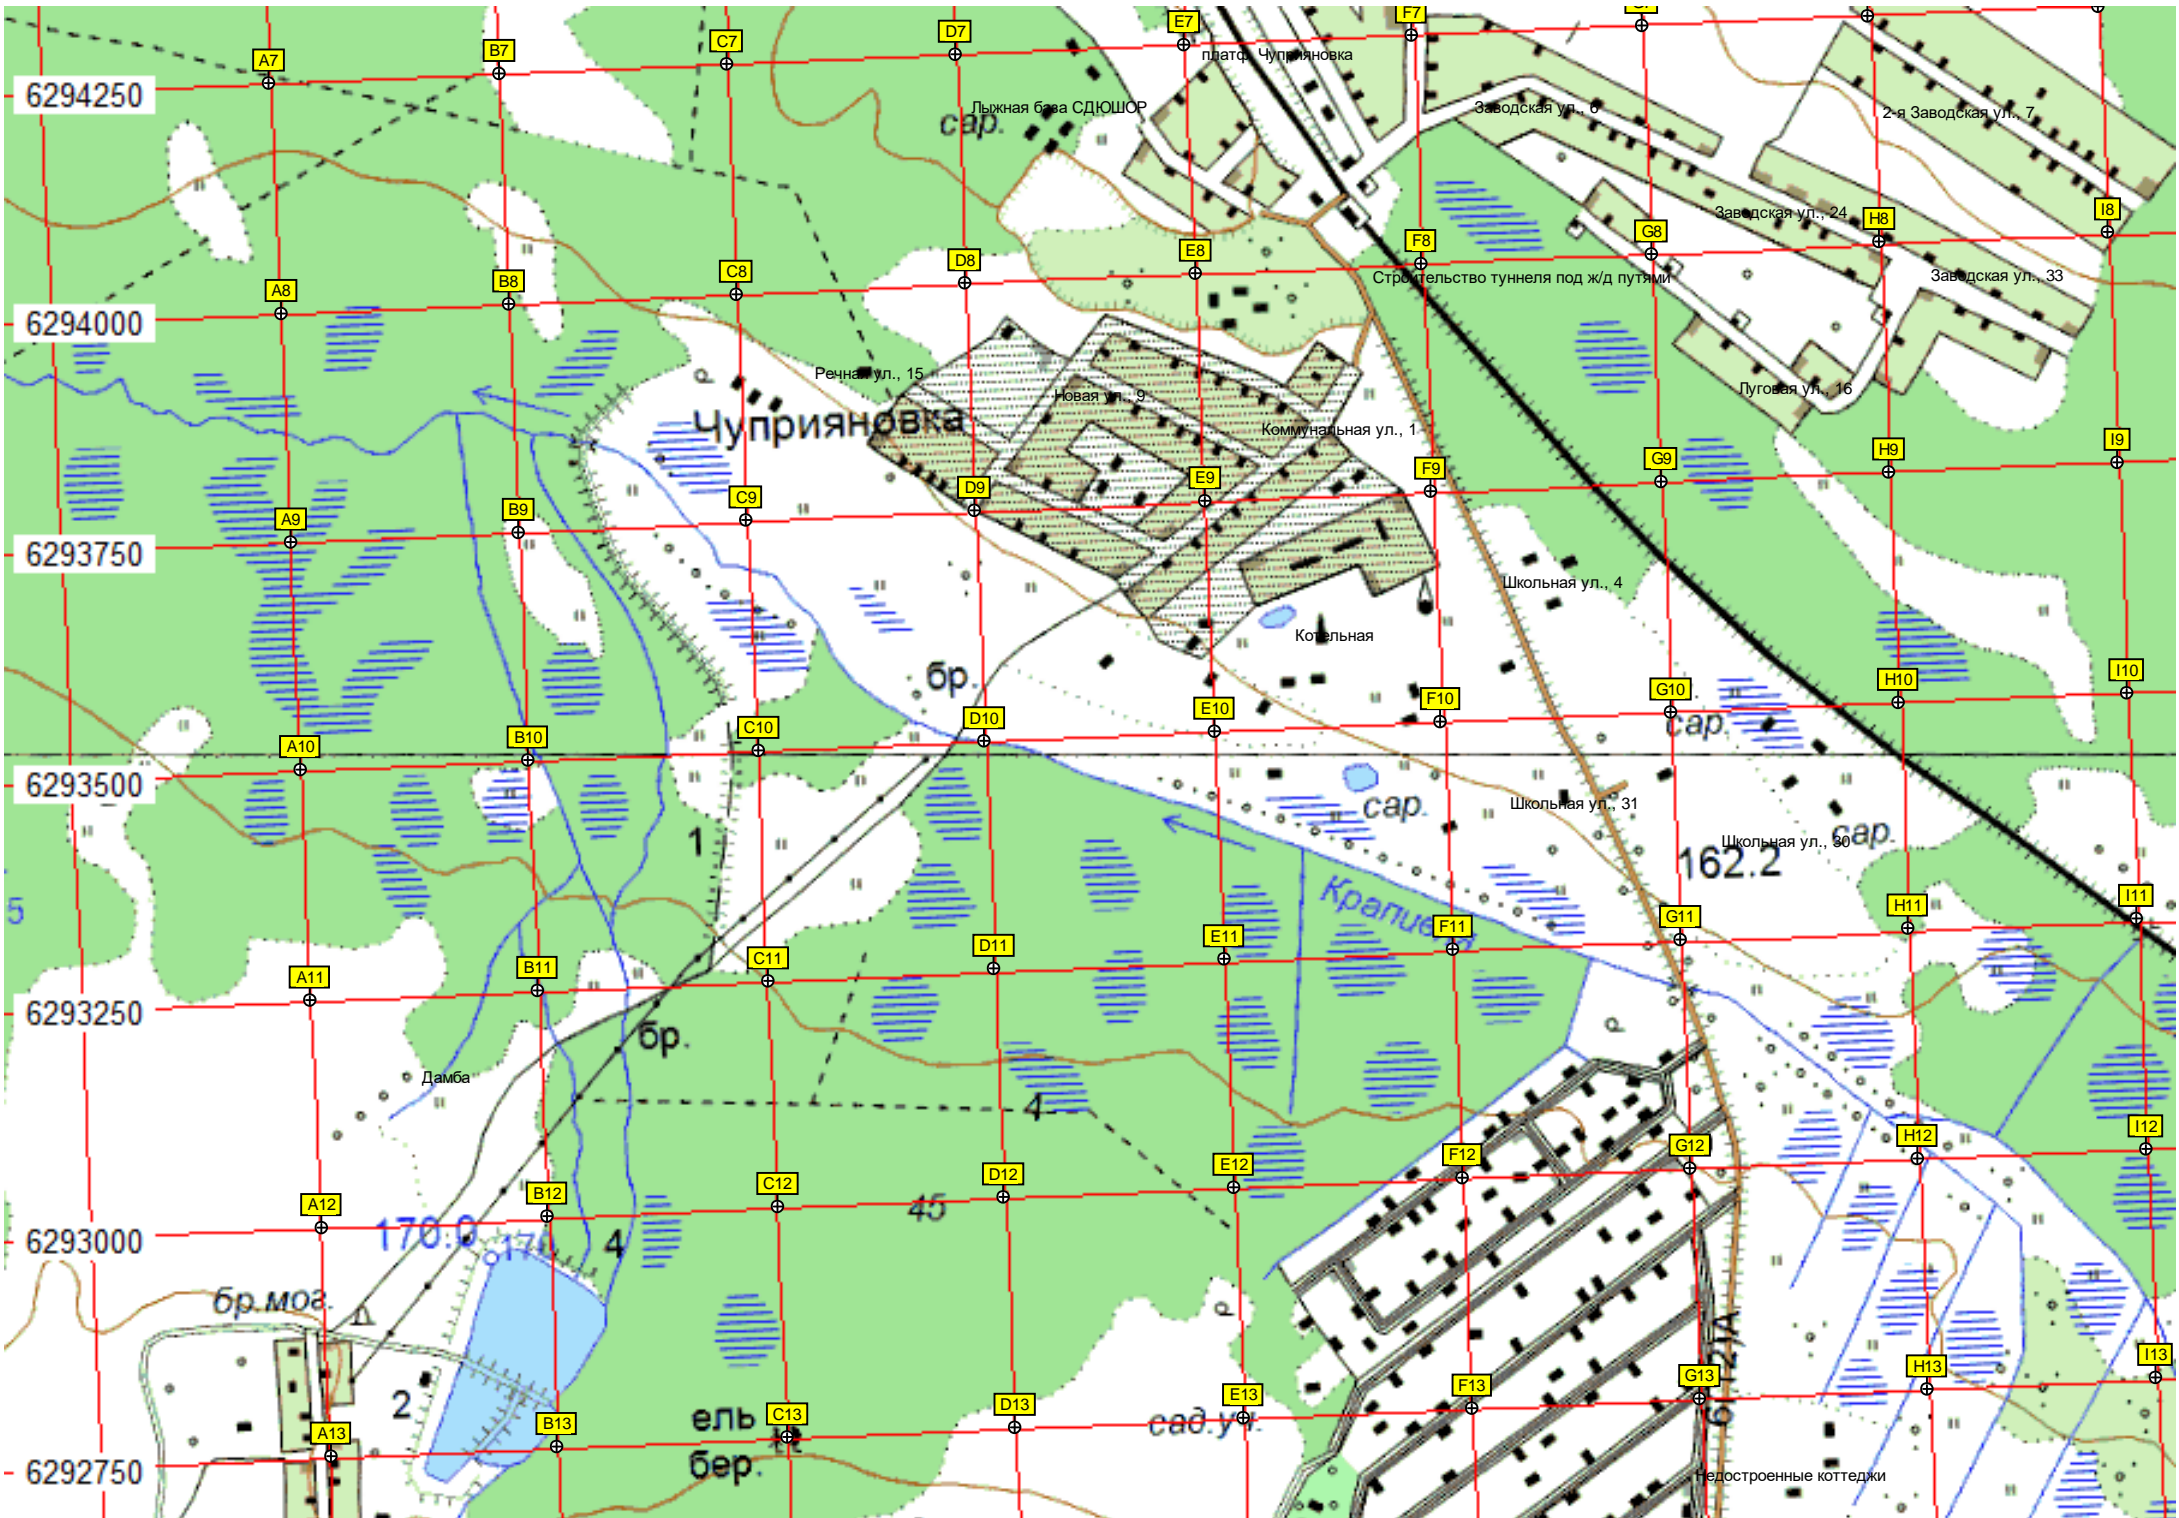 A7
B7
C7
D7
E7
F7
платф. Чуприяновка
6294250
Лыжная база СДЮШОР
сар.
Заводская ул., 6
2-я Заводская ул., 7
Заводская ул., 24
A8
B8
C8
D8
E8
F8
G8
H8
I8
Строительство туннеля под ж/д путями
Заводская ул., 33
6294000
Речная ул., 15
Новая ул., 9
Луговая ул., 16
Чуприяновка
Коммунальная ул., 1
A9
B9
C9
D9
E9
F9
G9
H9
I9
6293750
Школьная ул., 4
Котельная
бр.
A10
B10
C10
D10
E10
F10
G10
H10
I10
сар.
6293500
сар.
Школьная ул., 31
1
Школьная ул., 30
сар.
162.2
5
Крапивня
A11
B11
C11
D11
E11
F11
G11
H11
I11
6293250
бр.
Дамба
4
A12
B12
C12
D12
E12
F12
G12
H12
I12
45
6293000
170.0
170
4
бр.мог.
A13
B13
C13
D13
E13
F13
G13
H13
I13
2
ель
бер.
сад.уч.
6292750
Недостроенные коттеджи